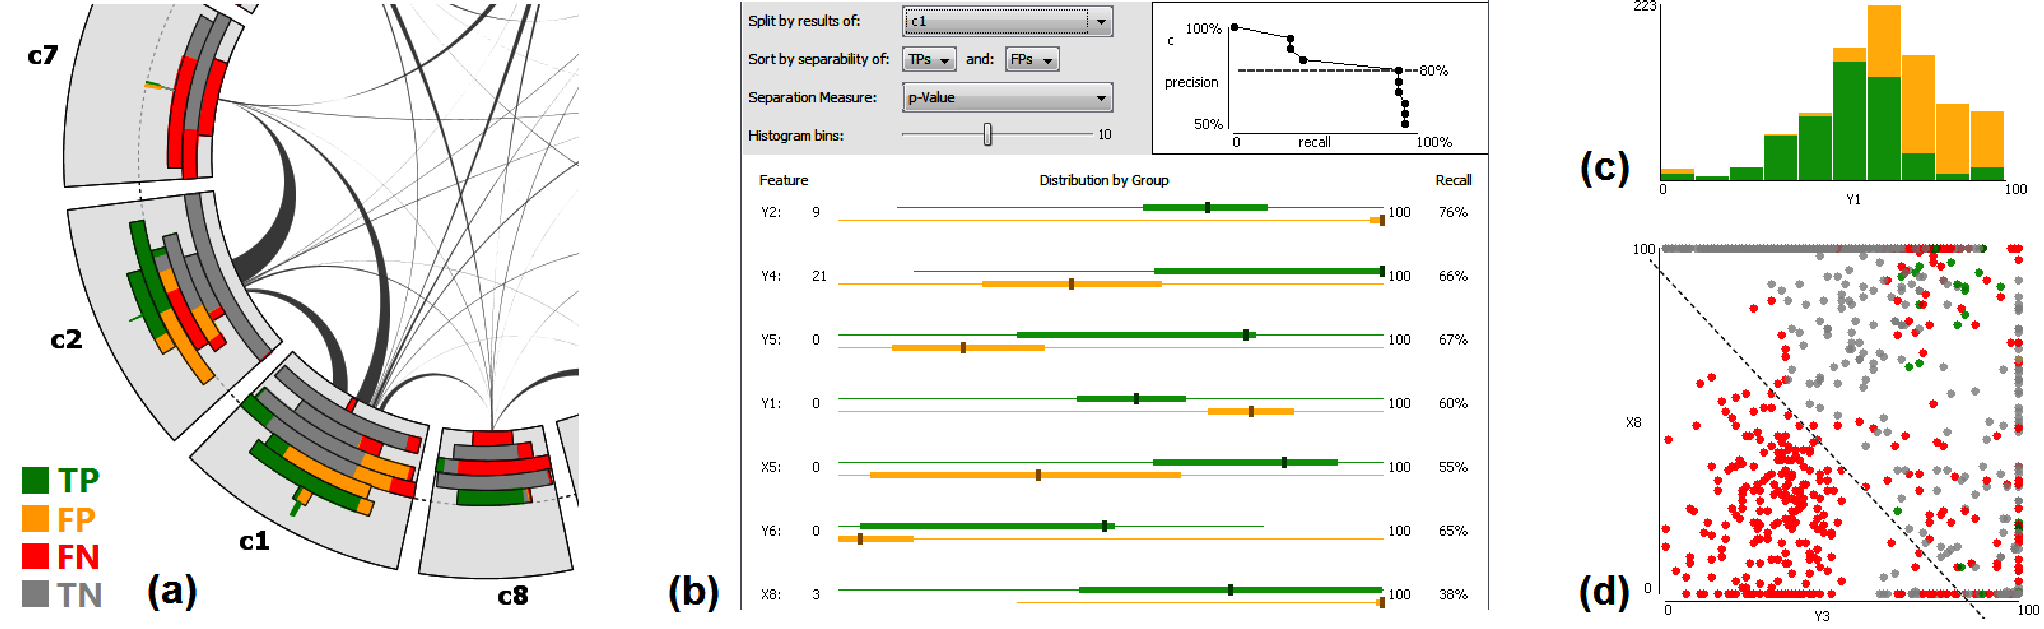 c7
c2
c1
c8
TP
FP
FN
TN
(a)
Split by results of: c1
Sort by separability of: TPs and: FPs
Separation Measure: p-Value
Histogram bins: 10
c 100%
80%
precision
50%
0 recall 100%
Feature Distribution by Group Recall
Y2: 9 100 76%
Y4: 21 100 66%
Y5: 0 100 67%
Y1: 0 100 60%
X5: 0 100 55%
Y6: 0 100 65%
X8: 3 100 38%
(b)
223
0 100
Y1
(c)
100
X8
0
0 100
Y3
(d)